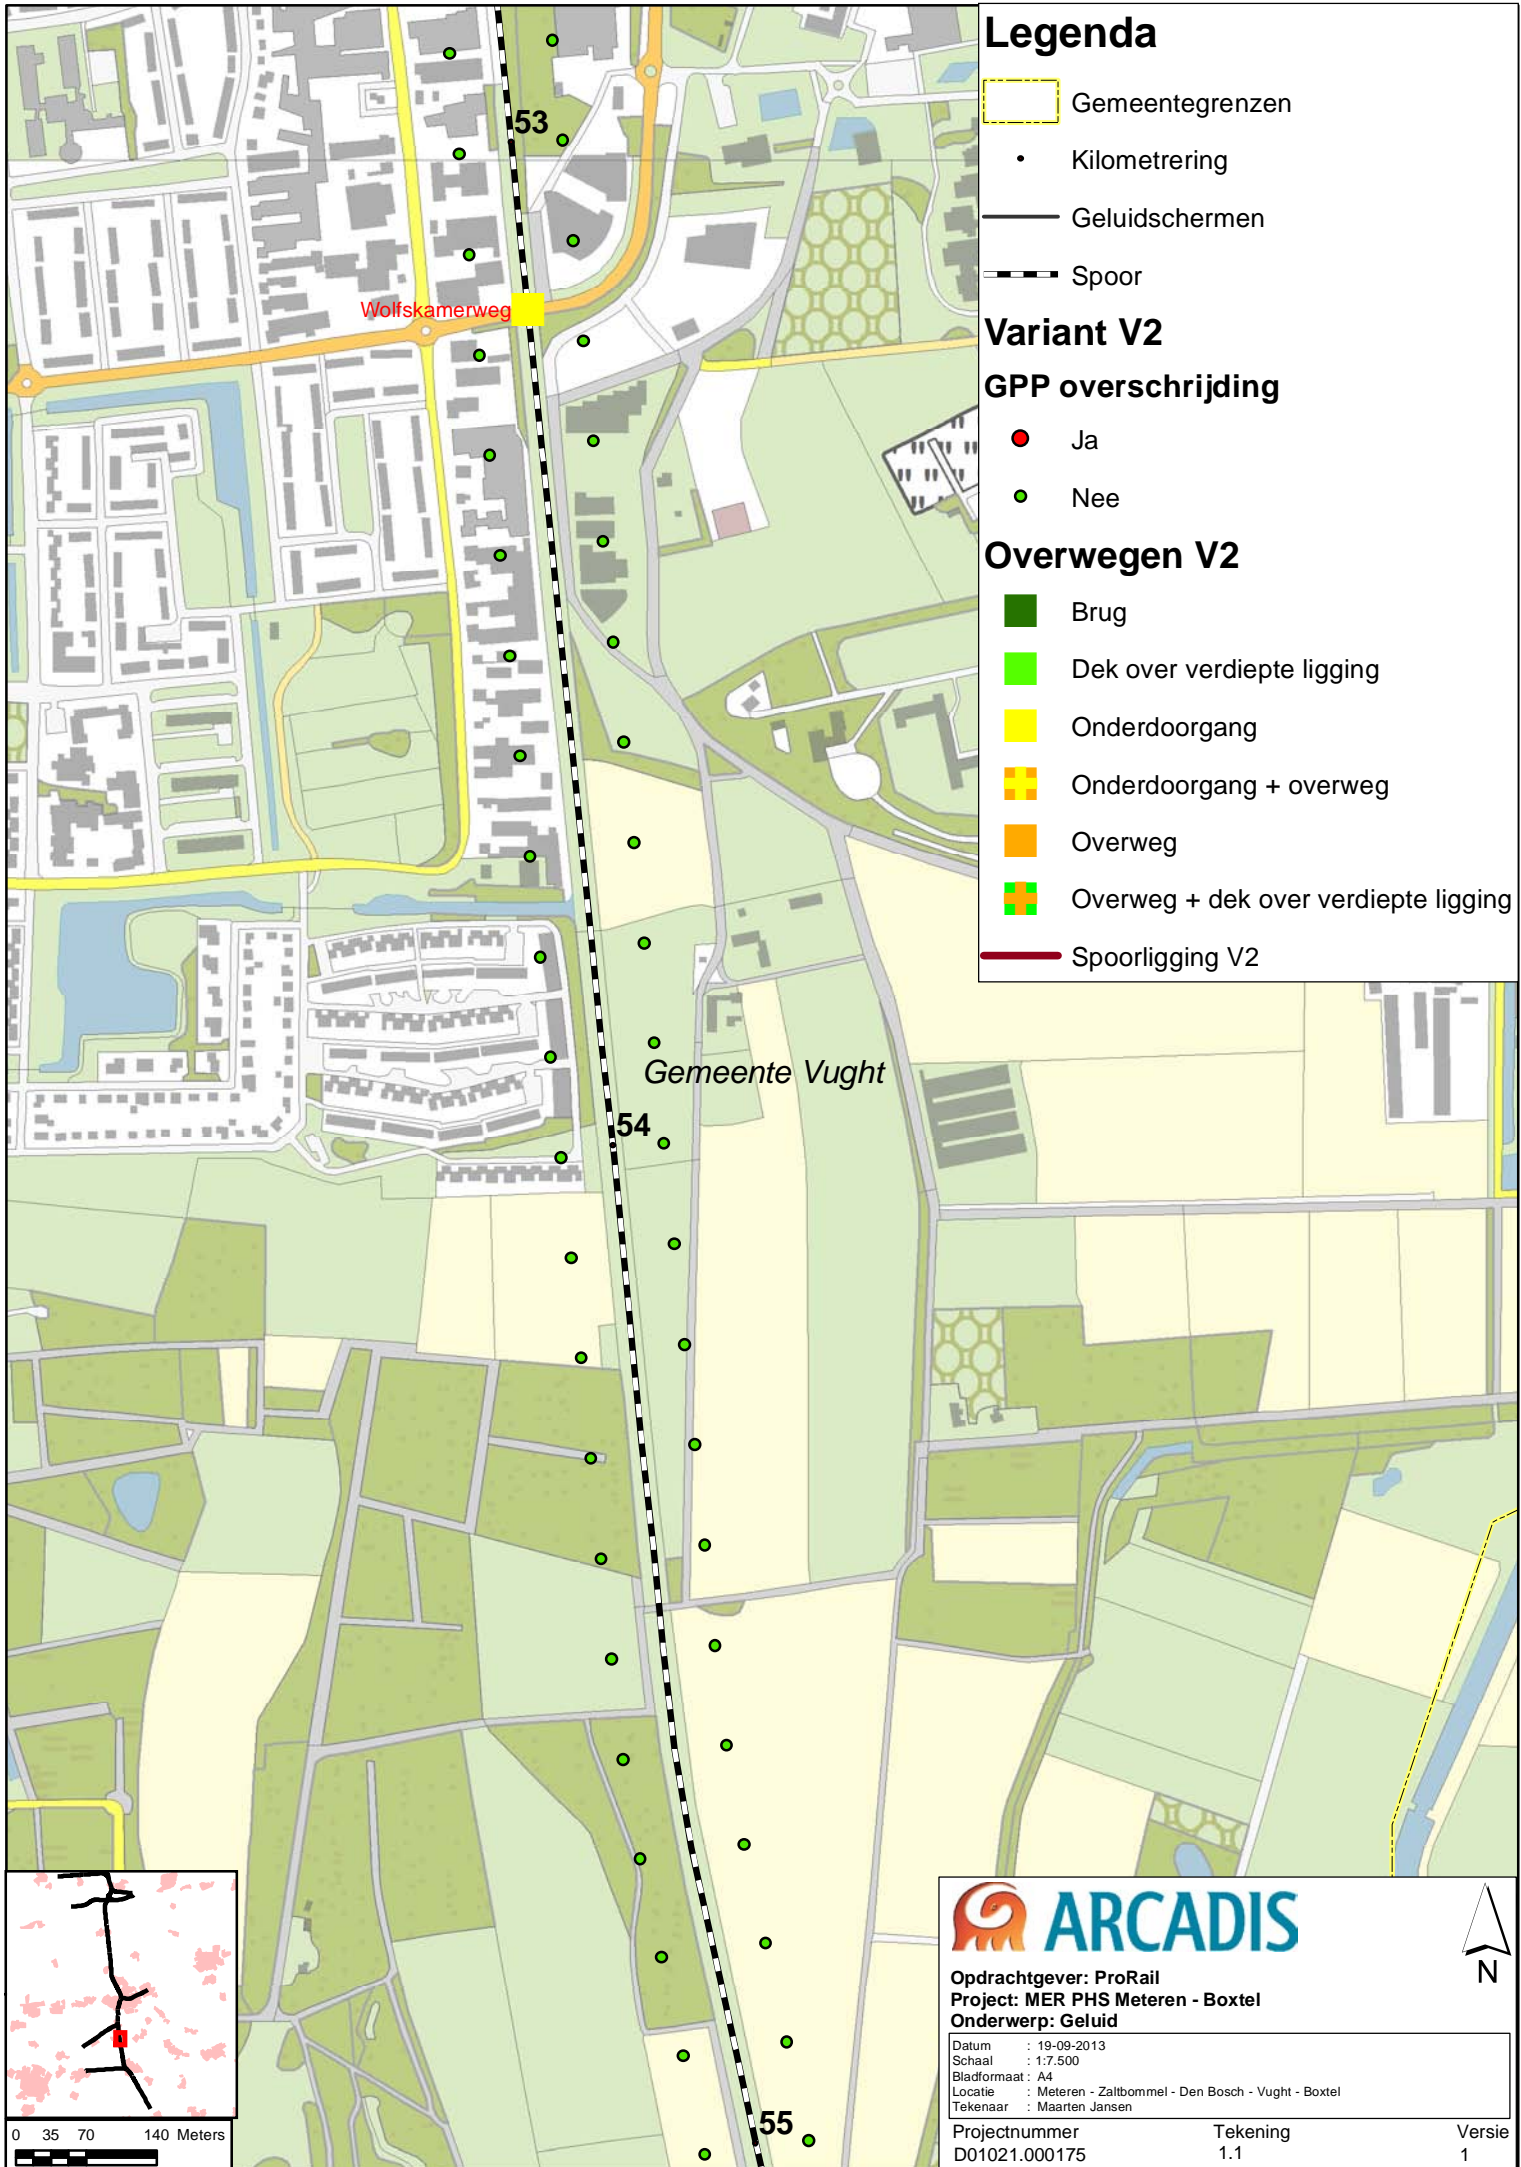 Legenda
Gemeentegrenzen
Kilometrering
Geluidschermen
Spoor
Variant V2
GPP overschrijding
Ja
Nee
Overwegen V2
Brug
Dek over verdiepte ligging
Onderdoorgang
Onderdoorgang + overweg
Overweg
Overweg + dek over verdiepte ligging
Spoorligging V2
53
Wolfskamerweg
Gemeente Vught
54
55
0 35 70 140 Meters
ARCADIS
N
Opdrachtgever: ProRail
Project: MER PHS Meteren - Boxtel
Onderwerp: Geluid
Datum : 19-09-2013
Schaal : 1:7.500
Bladformaat : A4
Locatie : Meteren - Zaltbommel - Den Bosch - Vught - Boxtel
Tekenaar : Maarten Jansen
Projectnummer Tekening Versie
D01021.000175 1.1 1